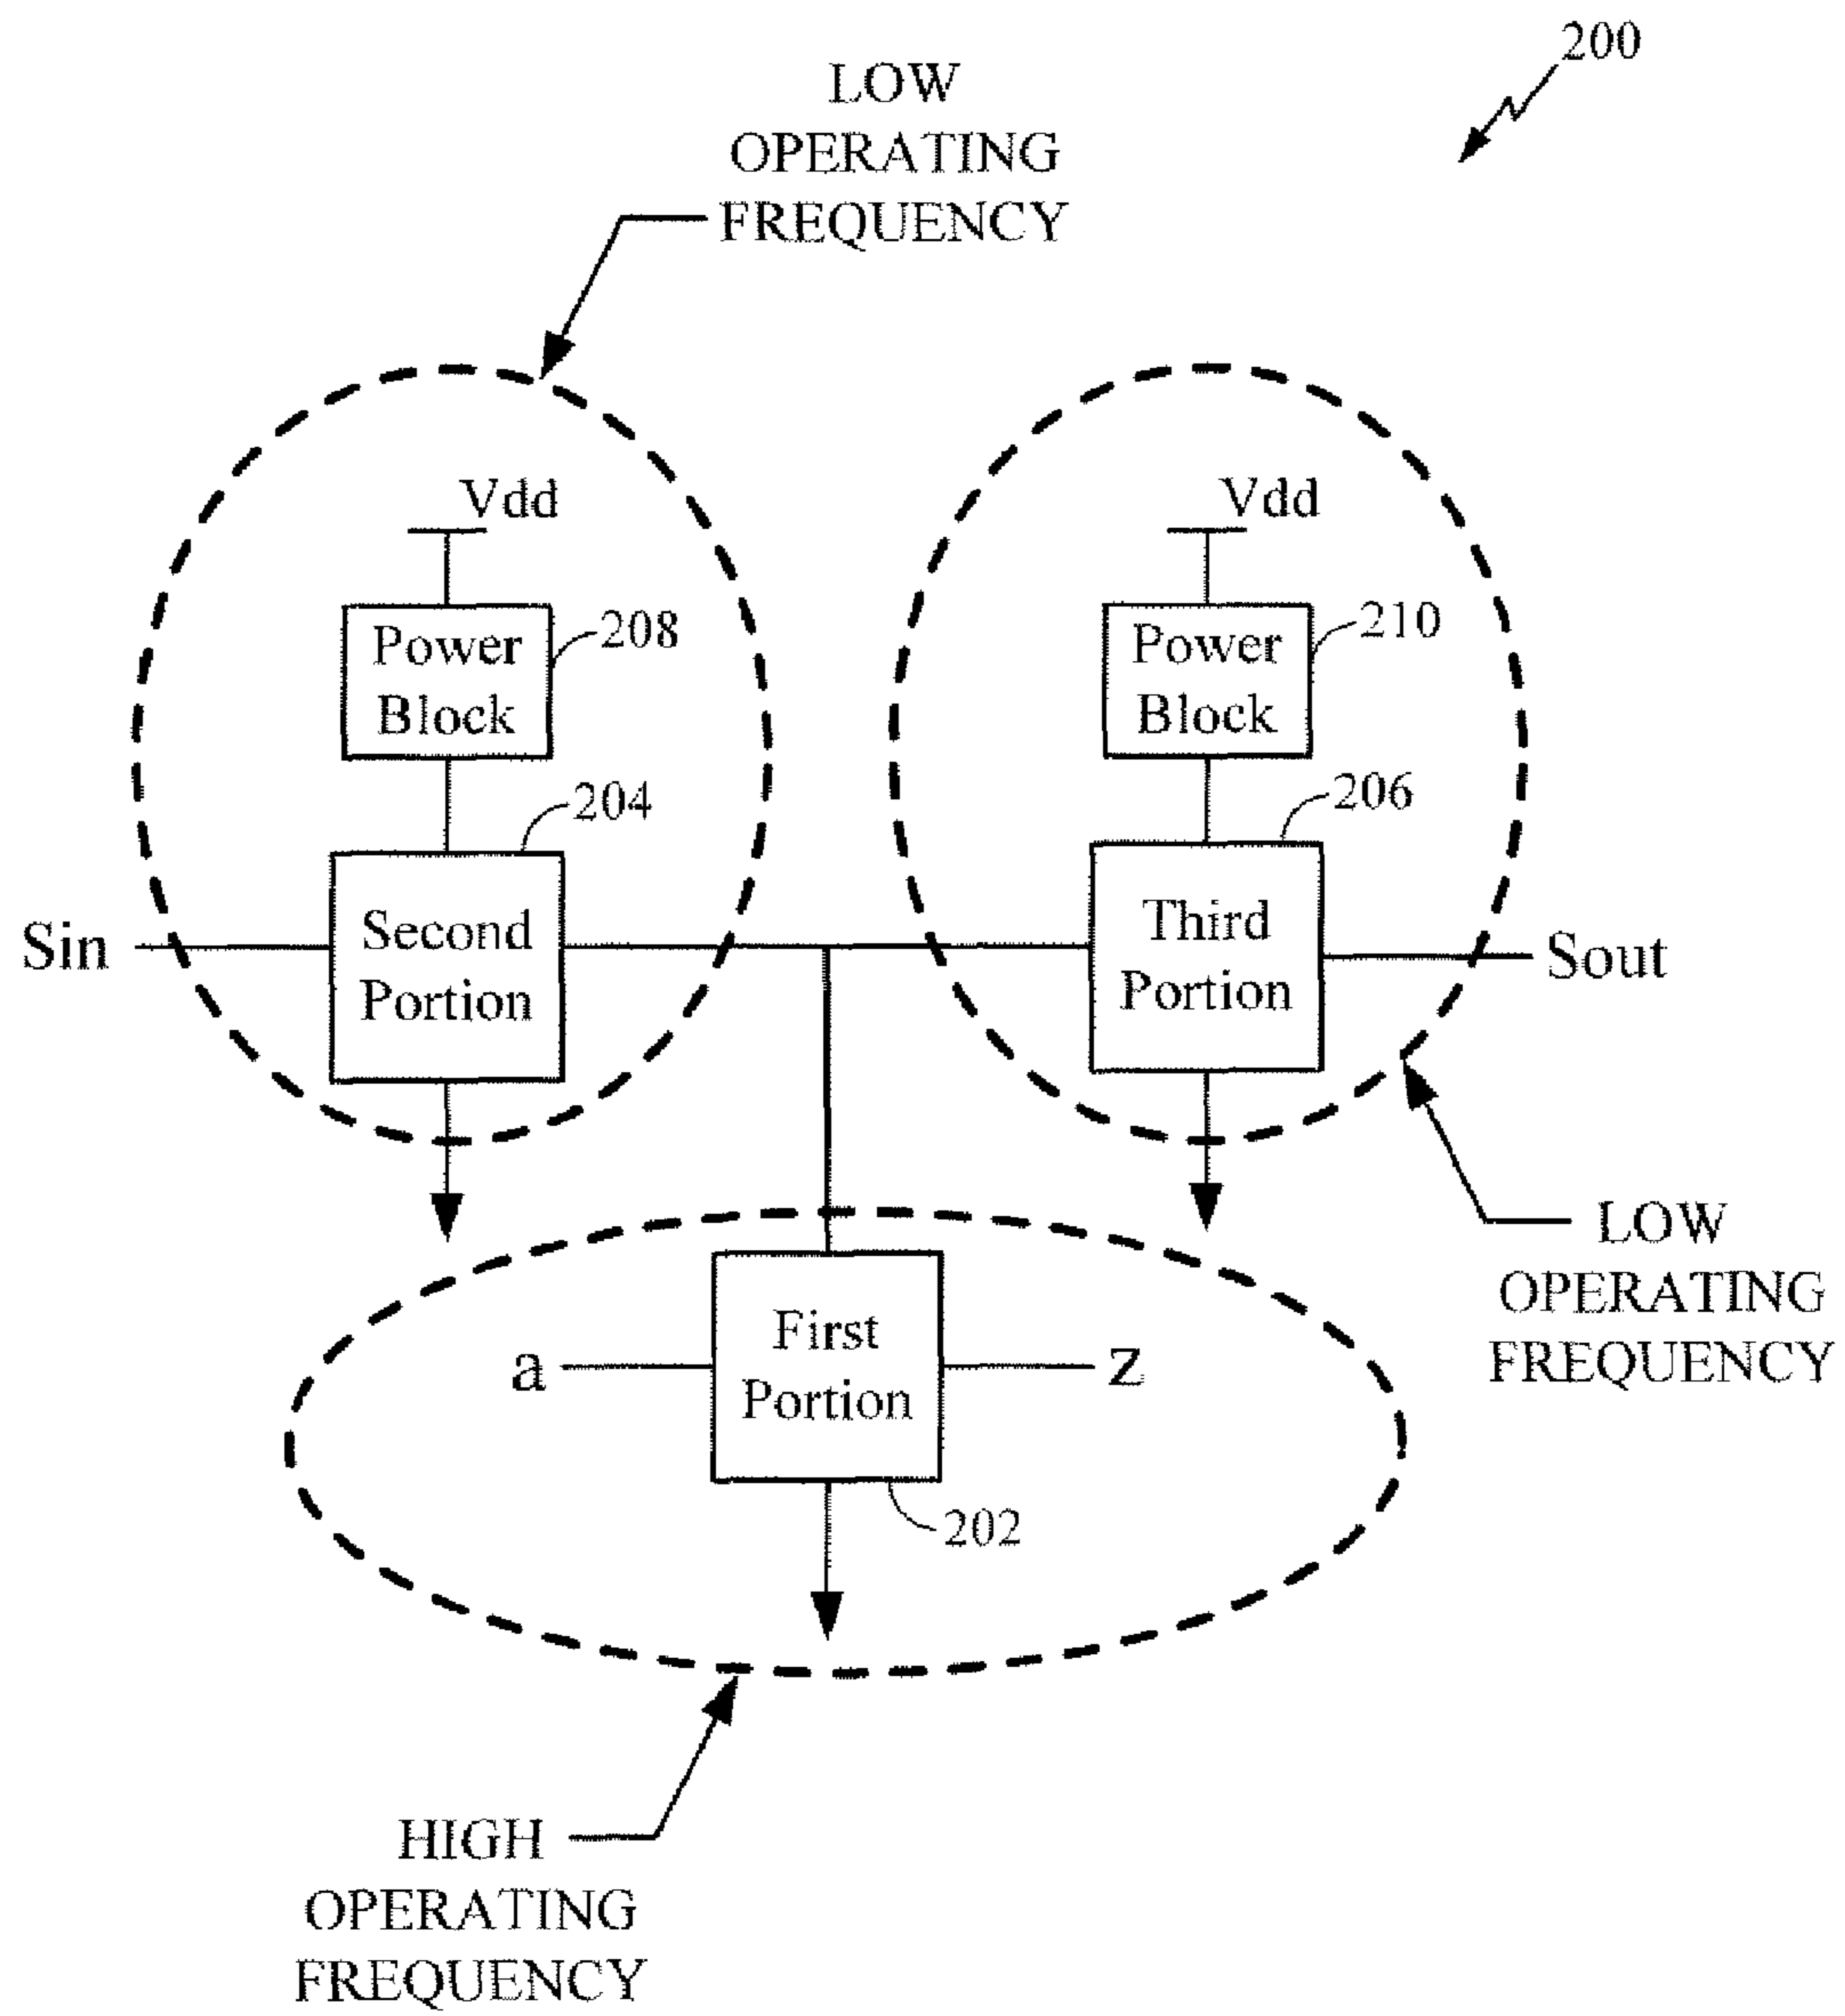 200
LOW
OPERATING
FREQUENCY
Vdd
Vdd
Power
Block
208
Power
Block
210
204
206
Sin
Second
Portion
Third
Portion
Sout
LOW
OPERATING
FREQUENCY
a
First
Portion
z
202
HIGH
OPERATING
FREQUENCY